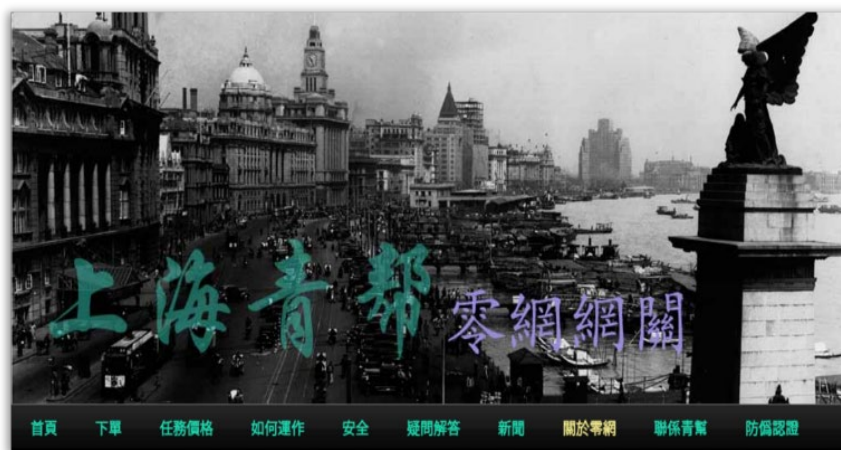 上海青帮 零網網關
首頁 下單 任務價格 如何運作 安全 疑問解答 新聞 關於零網 聯係青幫 防僞認證